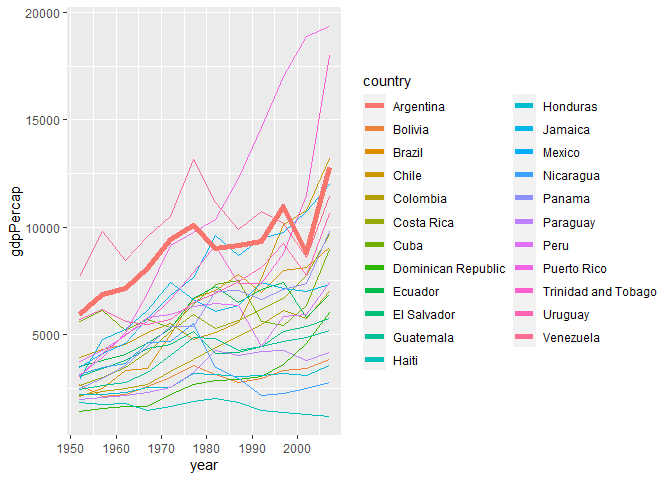 20000
15000
10000
5000
gdpPercap
1950 1960 1970 1980 1990 2000
year
country
Argentina
Bolivia
Brazil
Chile
Colombia
Costa Rica
Cuba
Dominican Republic
Ecuador
El Salvador
Guatemala
Haiti
Honduras
Jamaica
Mexico
Nicaragua
Panama
Paraguay
Peru
Puerto Rico
Trinidad and Tobago
Uruguay
Venezuela